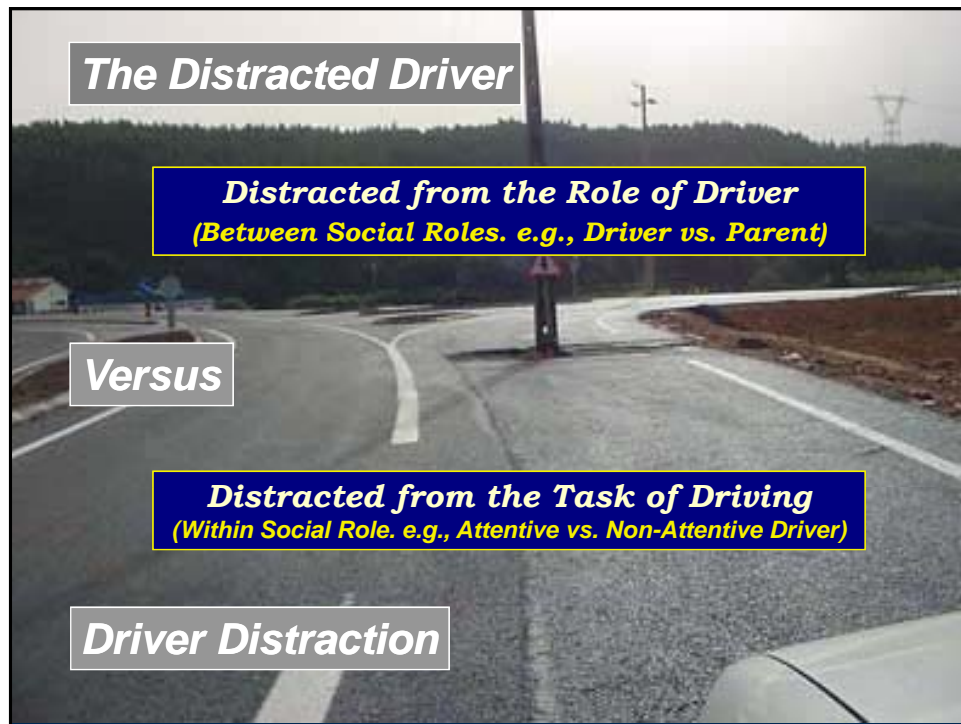 The Distracted Driver
Distracted from the Role of Driver
(Between Social Roles. e.g., Driver vs. Parent)
Versus
Distracted from the Task of Driving
(Within Social Role. e.g., Attentive vs. Non-Attentive Driver)
Driver Distraction